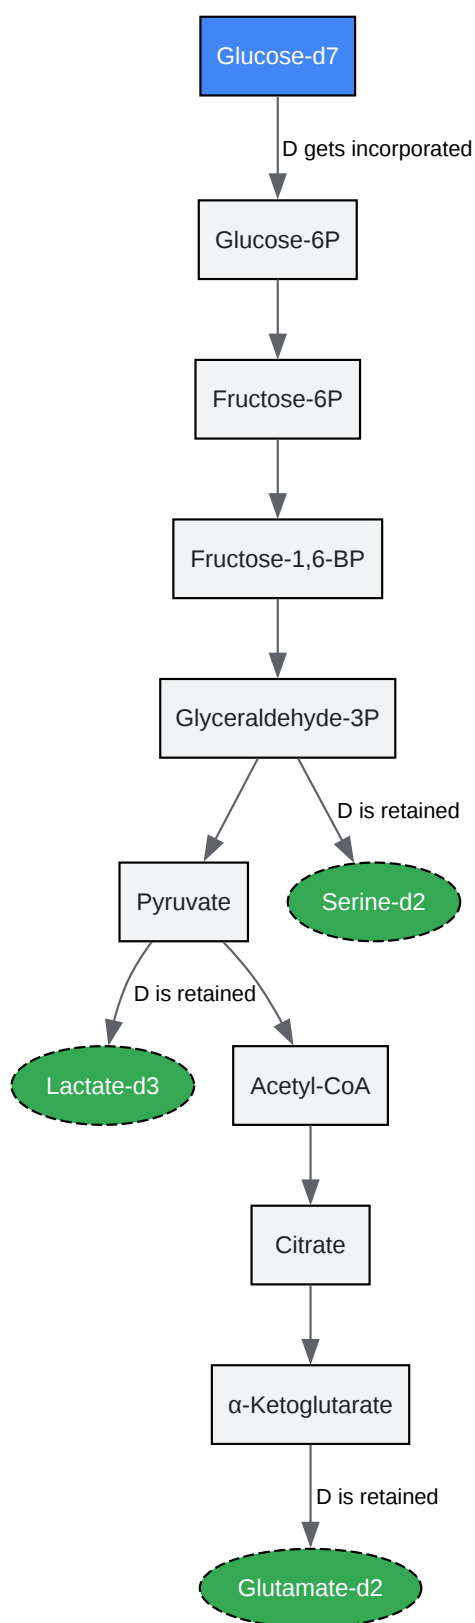 Glucose-d7
D gets incorporated
Glucose-6P
Fructose-6P
Fructose-1,6-BP
Glyceraldehyde-3P
D is retained
Pyruvate
Serine-d2
D is retained
Lactate-d3
Acetyl-CoA
Citrate
α-Ketoglutarate
D is retained
Glutamate-d2